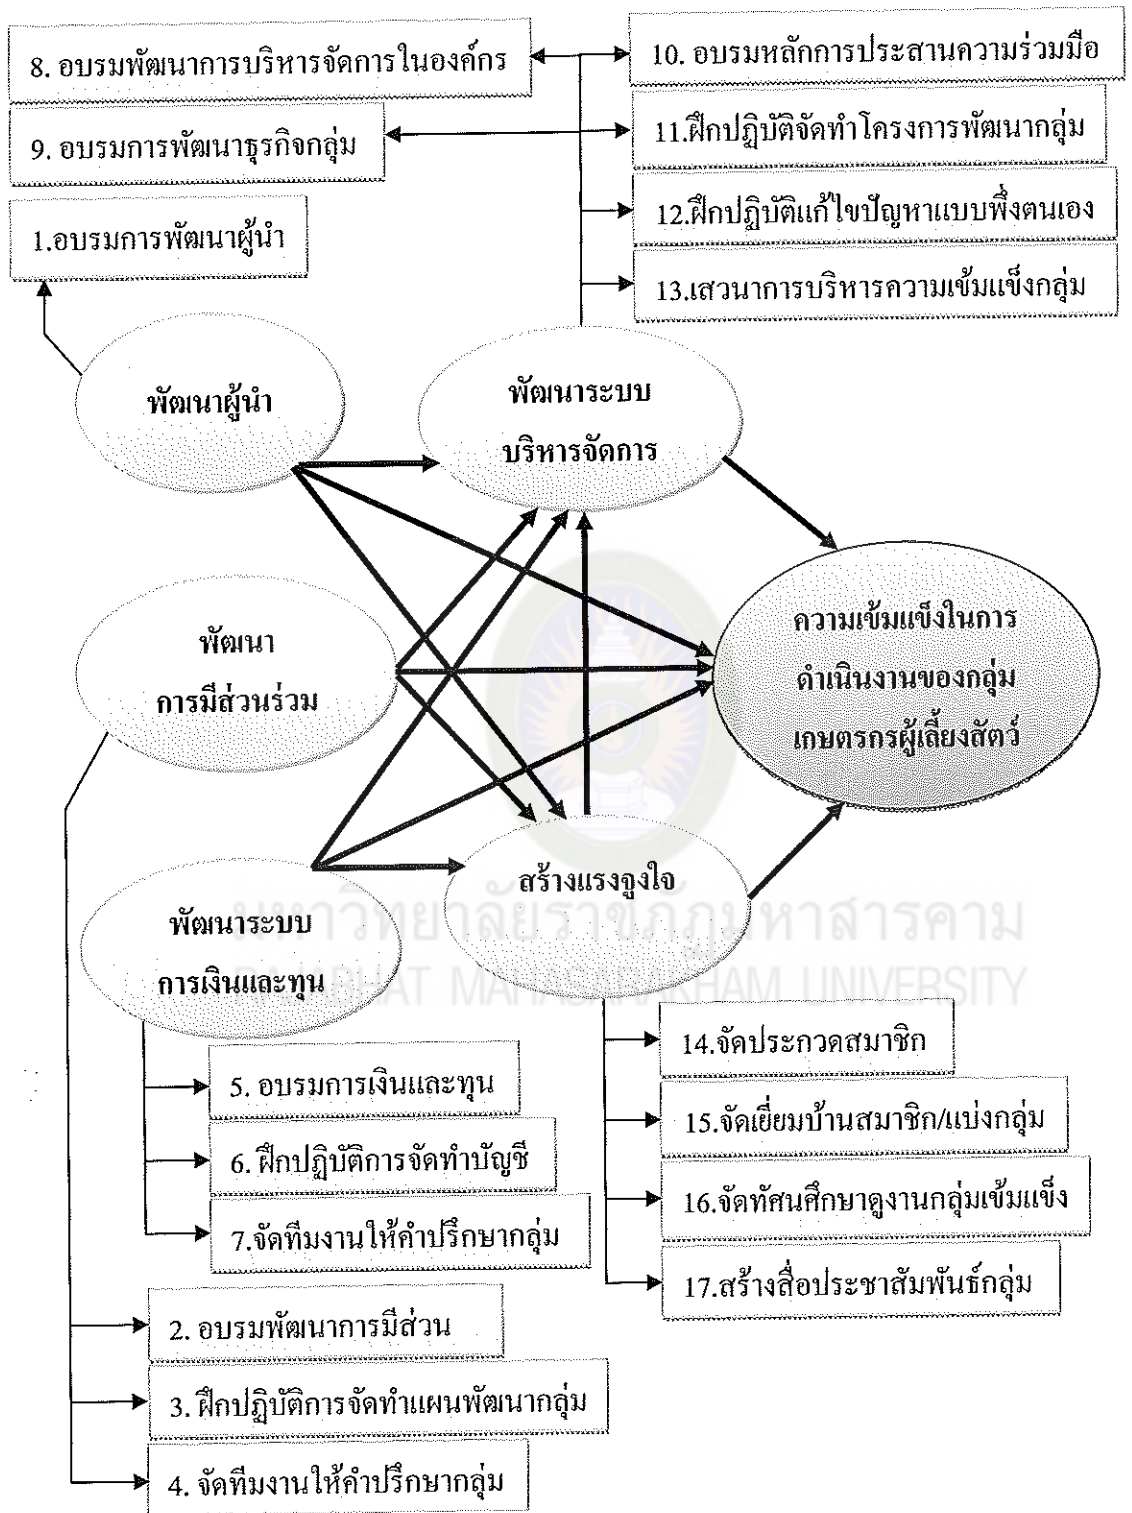 8. อบรมพัฒนาการบริหารจัดการในองค์กร
10. อบรมหลักการประสานความร่วมมือ
9. อบรมการพัฒนาธุรกิจกลุ่ม
11.ฝึกปฏิบัติจัดทำโครงการพัฒนากลุ่ม
12.ฝึกปฏิบัติแก้ไขปัญหาแบบพึ่งตนเอง
1.อบรมการพัฒนาผู้นำ
13.เสวนาการบริหารความเข้มแข็งกลุ่ม
พัฒนาผู้นำ
พัฒนาระบบ
บริหารจัดการ
พัฒนา
การมีส่วนร่วม
ความเข้มแข็งในการ
ดำเนินงานของกลุ่ม
เกษตรกรผู้เลี้ยงสัตว์
สร้างแรงจูงใจ
พัฒนาระบบ
การเงินและทุน
มหาวิทยาลัยราชภัฏมหาสารคาม
RAJABHAT MAHASARAKHAM UNIVERSITY
14.จัดประกวดสมาชิก
5. อบรมการเงินและทุน
15.จัดเยี่ยมบ้านสมาชิก/แบ่งกลุ่ม
6. ฝึกปฏิบัติการจัดทำบัญชี
16.จัดทัศนศึกษาดูงานกลุ่มเข้มแข็ง
7.จัดทีมงานให้คำปรึกษากลุ่ม
17.สร้างสื่อประชาสัมพันธ์กลุ่ม
2. อบรมพัฒนาการมีส่วน
3. ฝึกปฏิบัติการจัดทำแผนพัฒนากลุ่ม
4. จัดทีมงานให้คำปรึกษากลุ่ม